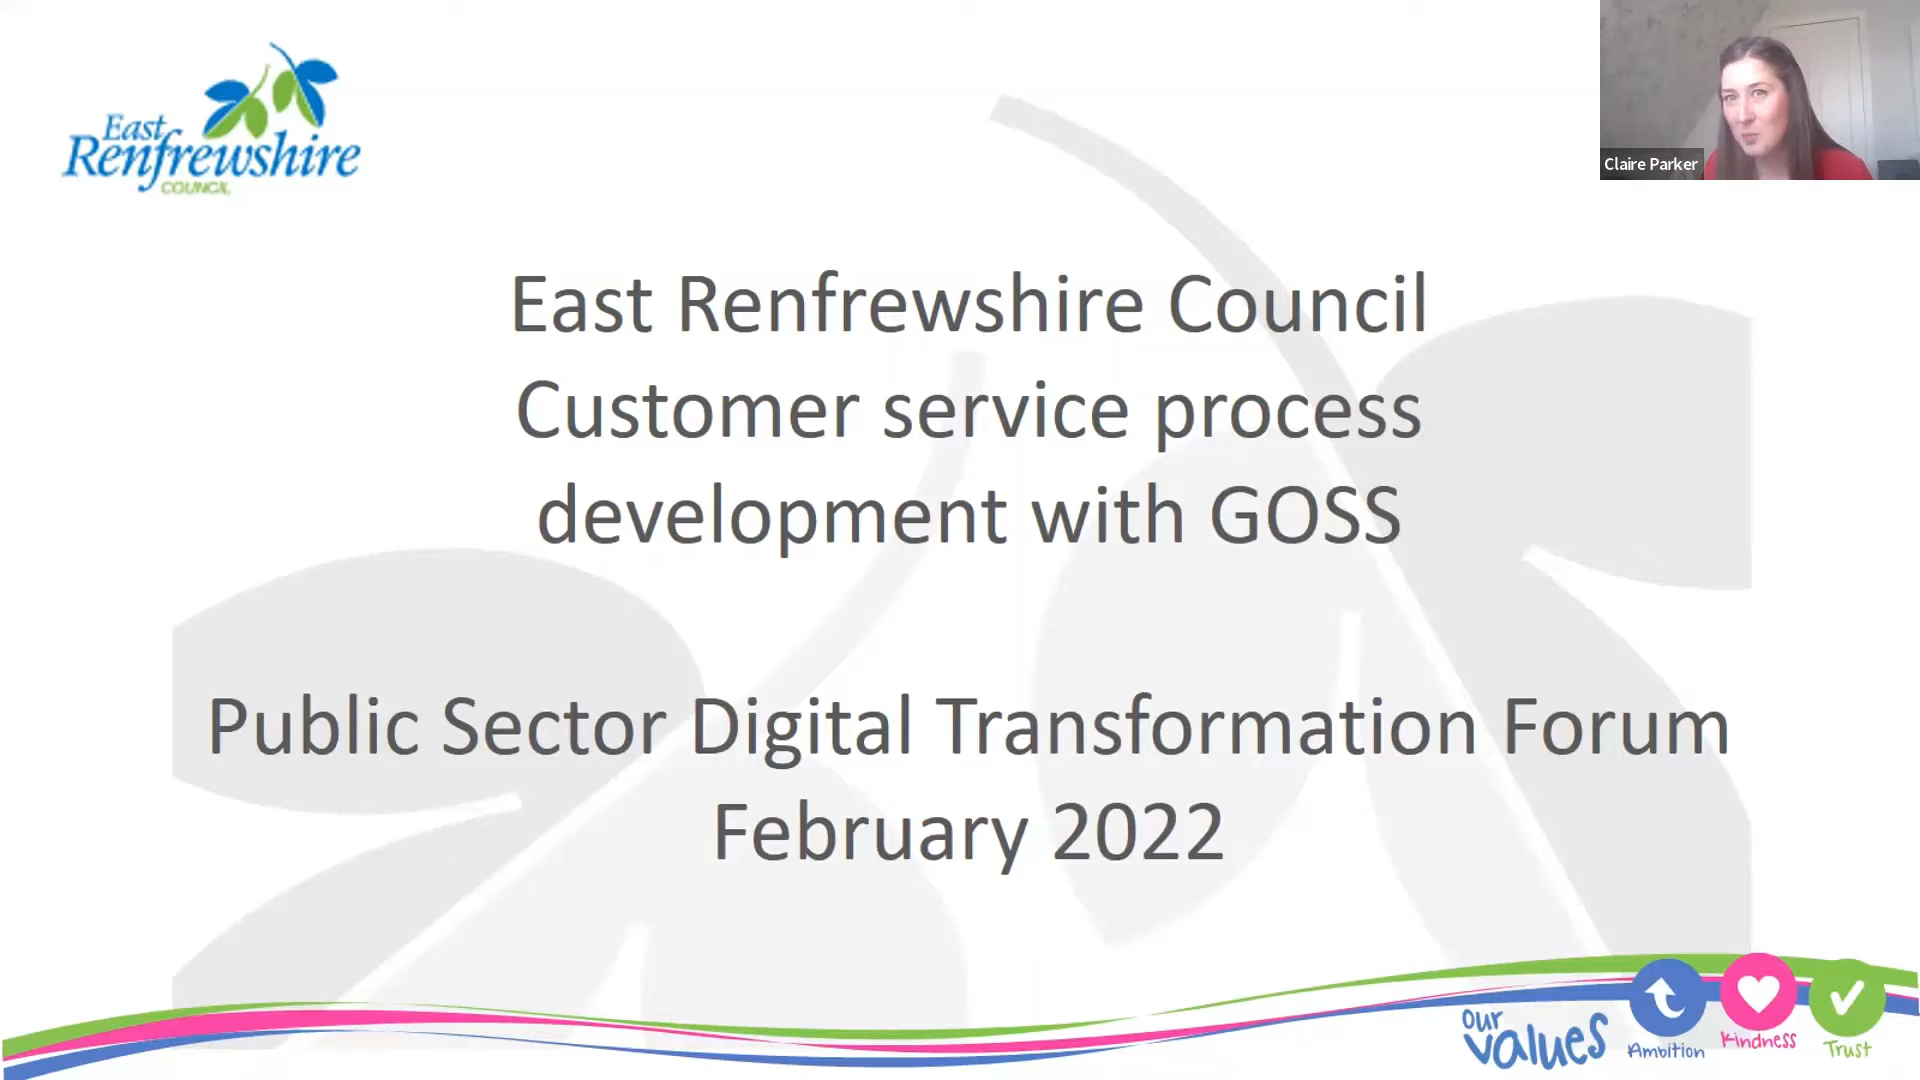 East
Renfrewshire
COUNCIL
Claire Parker
East Renfrewshire Council
Customer service process
development with GOSS
Public Sector Digital Transformation Forum
February 2022
our
values
Ambition
Kindness
Trust